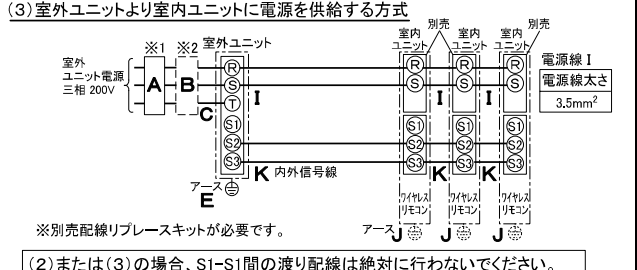 (3)室外ユニットより室内ユニットに電源を供給する方式
※1 ※2 室外ユニット
別売 別売
室内ユニット 室内ユニット 室内ユニット
室外
ユニット電源
三相 200V
A B C
R S T S1 S2 S3
I I I
R S S1 S2 S3
R S S1 S2 S3
R S S1 S2 S3
電源線 I
電源線太さ
3.5mm²
K 内外信号線 K K
アース
E
ワイヤレスリモコン ワイヤレスリモコン ワイヤレスリモコン
アース J J J
※別売配線リプレースキットが必要です。
(2)または(3)の場合、S1-S1間の渡り配線は絶対に行わないでください。